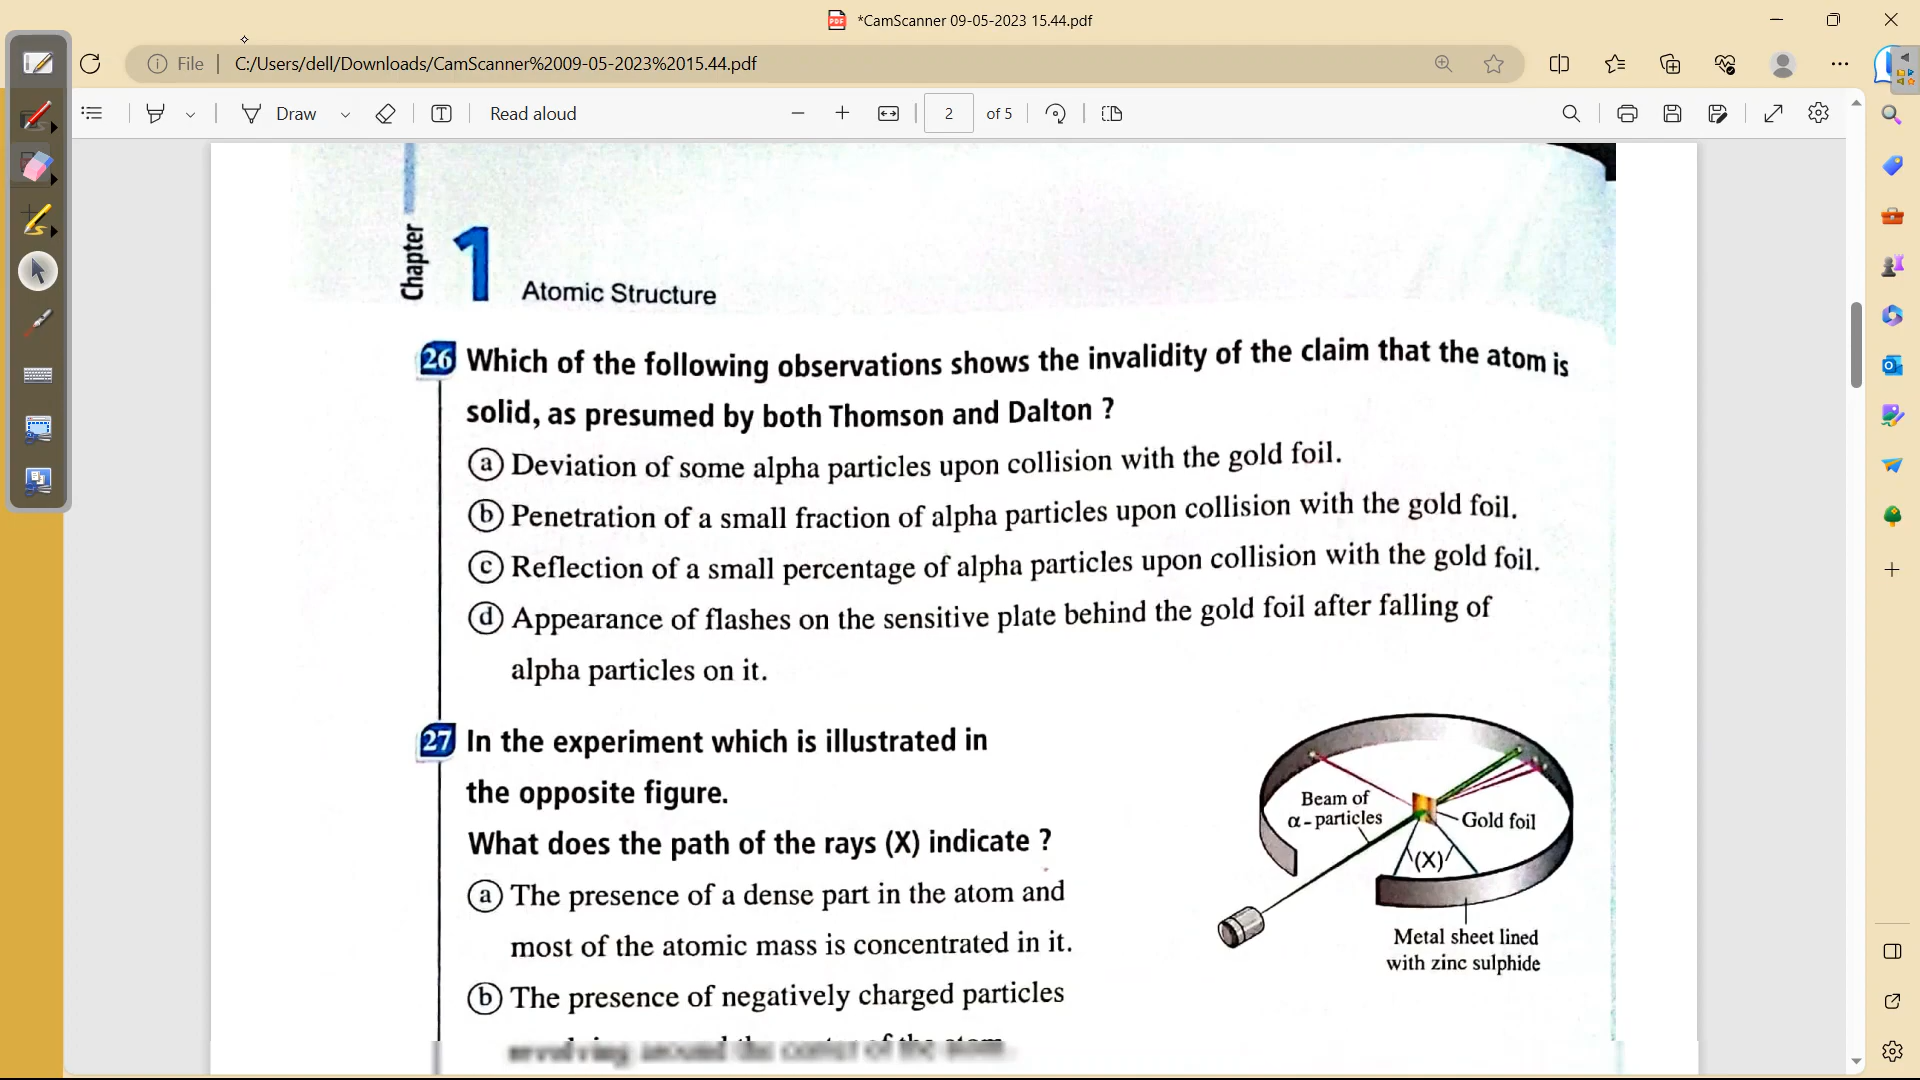 *CamScanner 09-05-2023 15.44.pdf
File
C:/Users/dell/Downloads/CamScanner%2009-05-2023%2015.44.pdf
Draw
Read aloud
2
of 5
Chapter
1
Atomic Structure
26 Which of the following observations shows the invalidity of the claim that the atom is
solid, as presumed by both Thomson and Dalton ?
a Deviation of some alpha particles upon collision with the gold foil.
b Penetration of a small fraction of alpha particles upon collision with the gold foil.
c Reflection of a small percentage of alpha particles upon collision with the gold foil.
d Appearance of flashes on the sensitive plate behind the gold foil after falling of
alpha particles on it.
27 In the experiment which is illustrated in
the opposite figure.
What does the path of the rays (X) indicate ?
a The presence of a dense part in the atom and
most of the atomic mass is concentrated in it.
b The presence of negatively charged particles
revolving around the center of the atom.
Beam of
α - particles
Gold foil
(X)
Metal sheet lined
with zinc sulphide